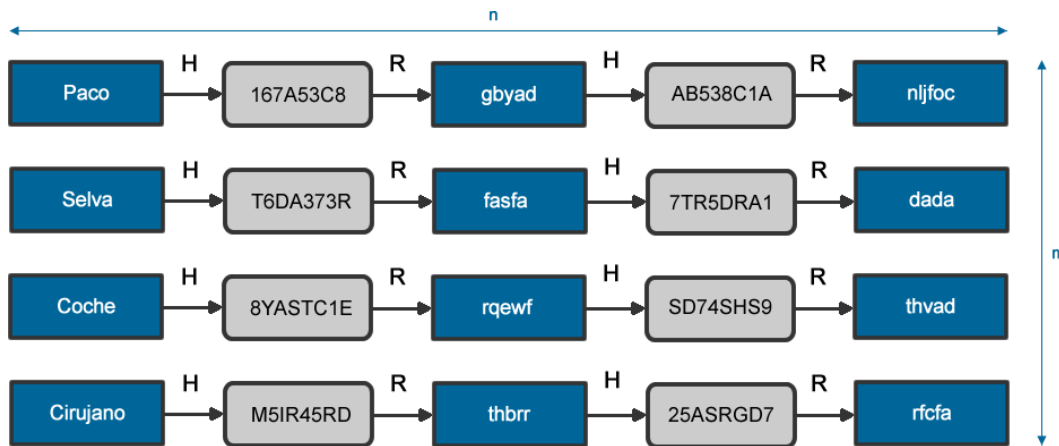 n
H R H R
Paco 167A53C8 gbyad AB538C1A nljfoc
H R H R
Selva T6DA373R fasfa 7TR5DRA1 dada
n
H R H R
Coche 8YASTC1E rqewf SD74SHS9 thvad
H R H R
Cirujano M5IR45RD thbrr 25ASRGD7 rfcfa